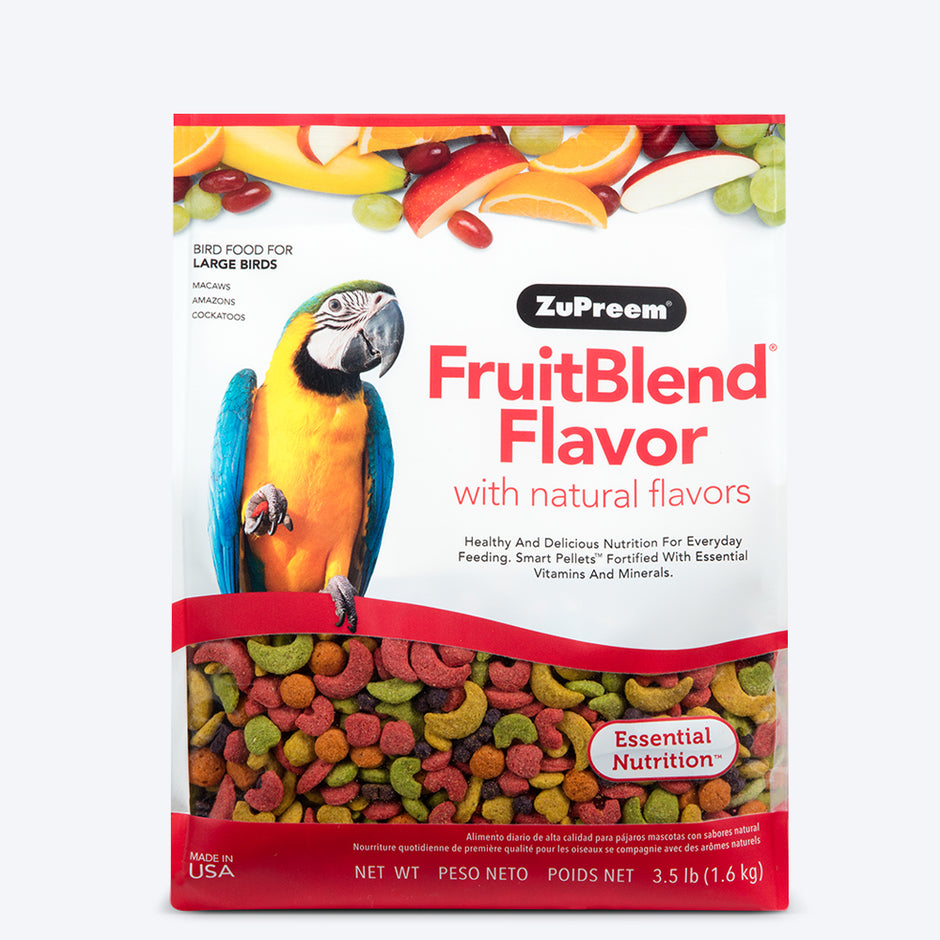 BIRD FOOD FOR
LARGE BIRDS
MACAWS
AMAZONS
COCKATOOS
ZuPreem®
FruitBlend®
Flavor
with natural flavors
Healthy And Delicious Nutrition For Everyday
Feeding. Smart Pellets™ Fortified With Essential
Vitamins And Minerals.
Essential
Nutrition™
Alimento diario de alta calidad para pájaros mascotas con sabores natural
Nourriture quotidienne de première qualité pour les oiseaux se compagnie avec des arômes naturels
MADE IN
USA
NET WT PESO NETO POIDS NET 3.5 lb (1.6 kg)